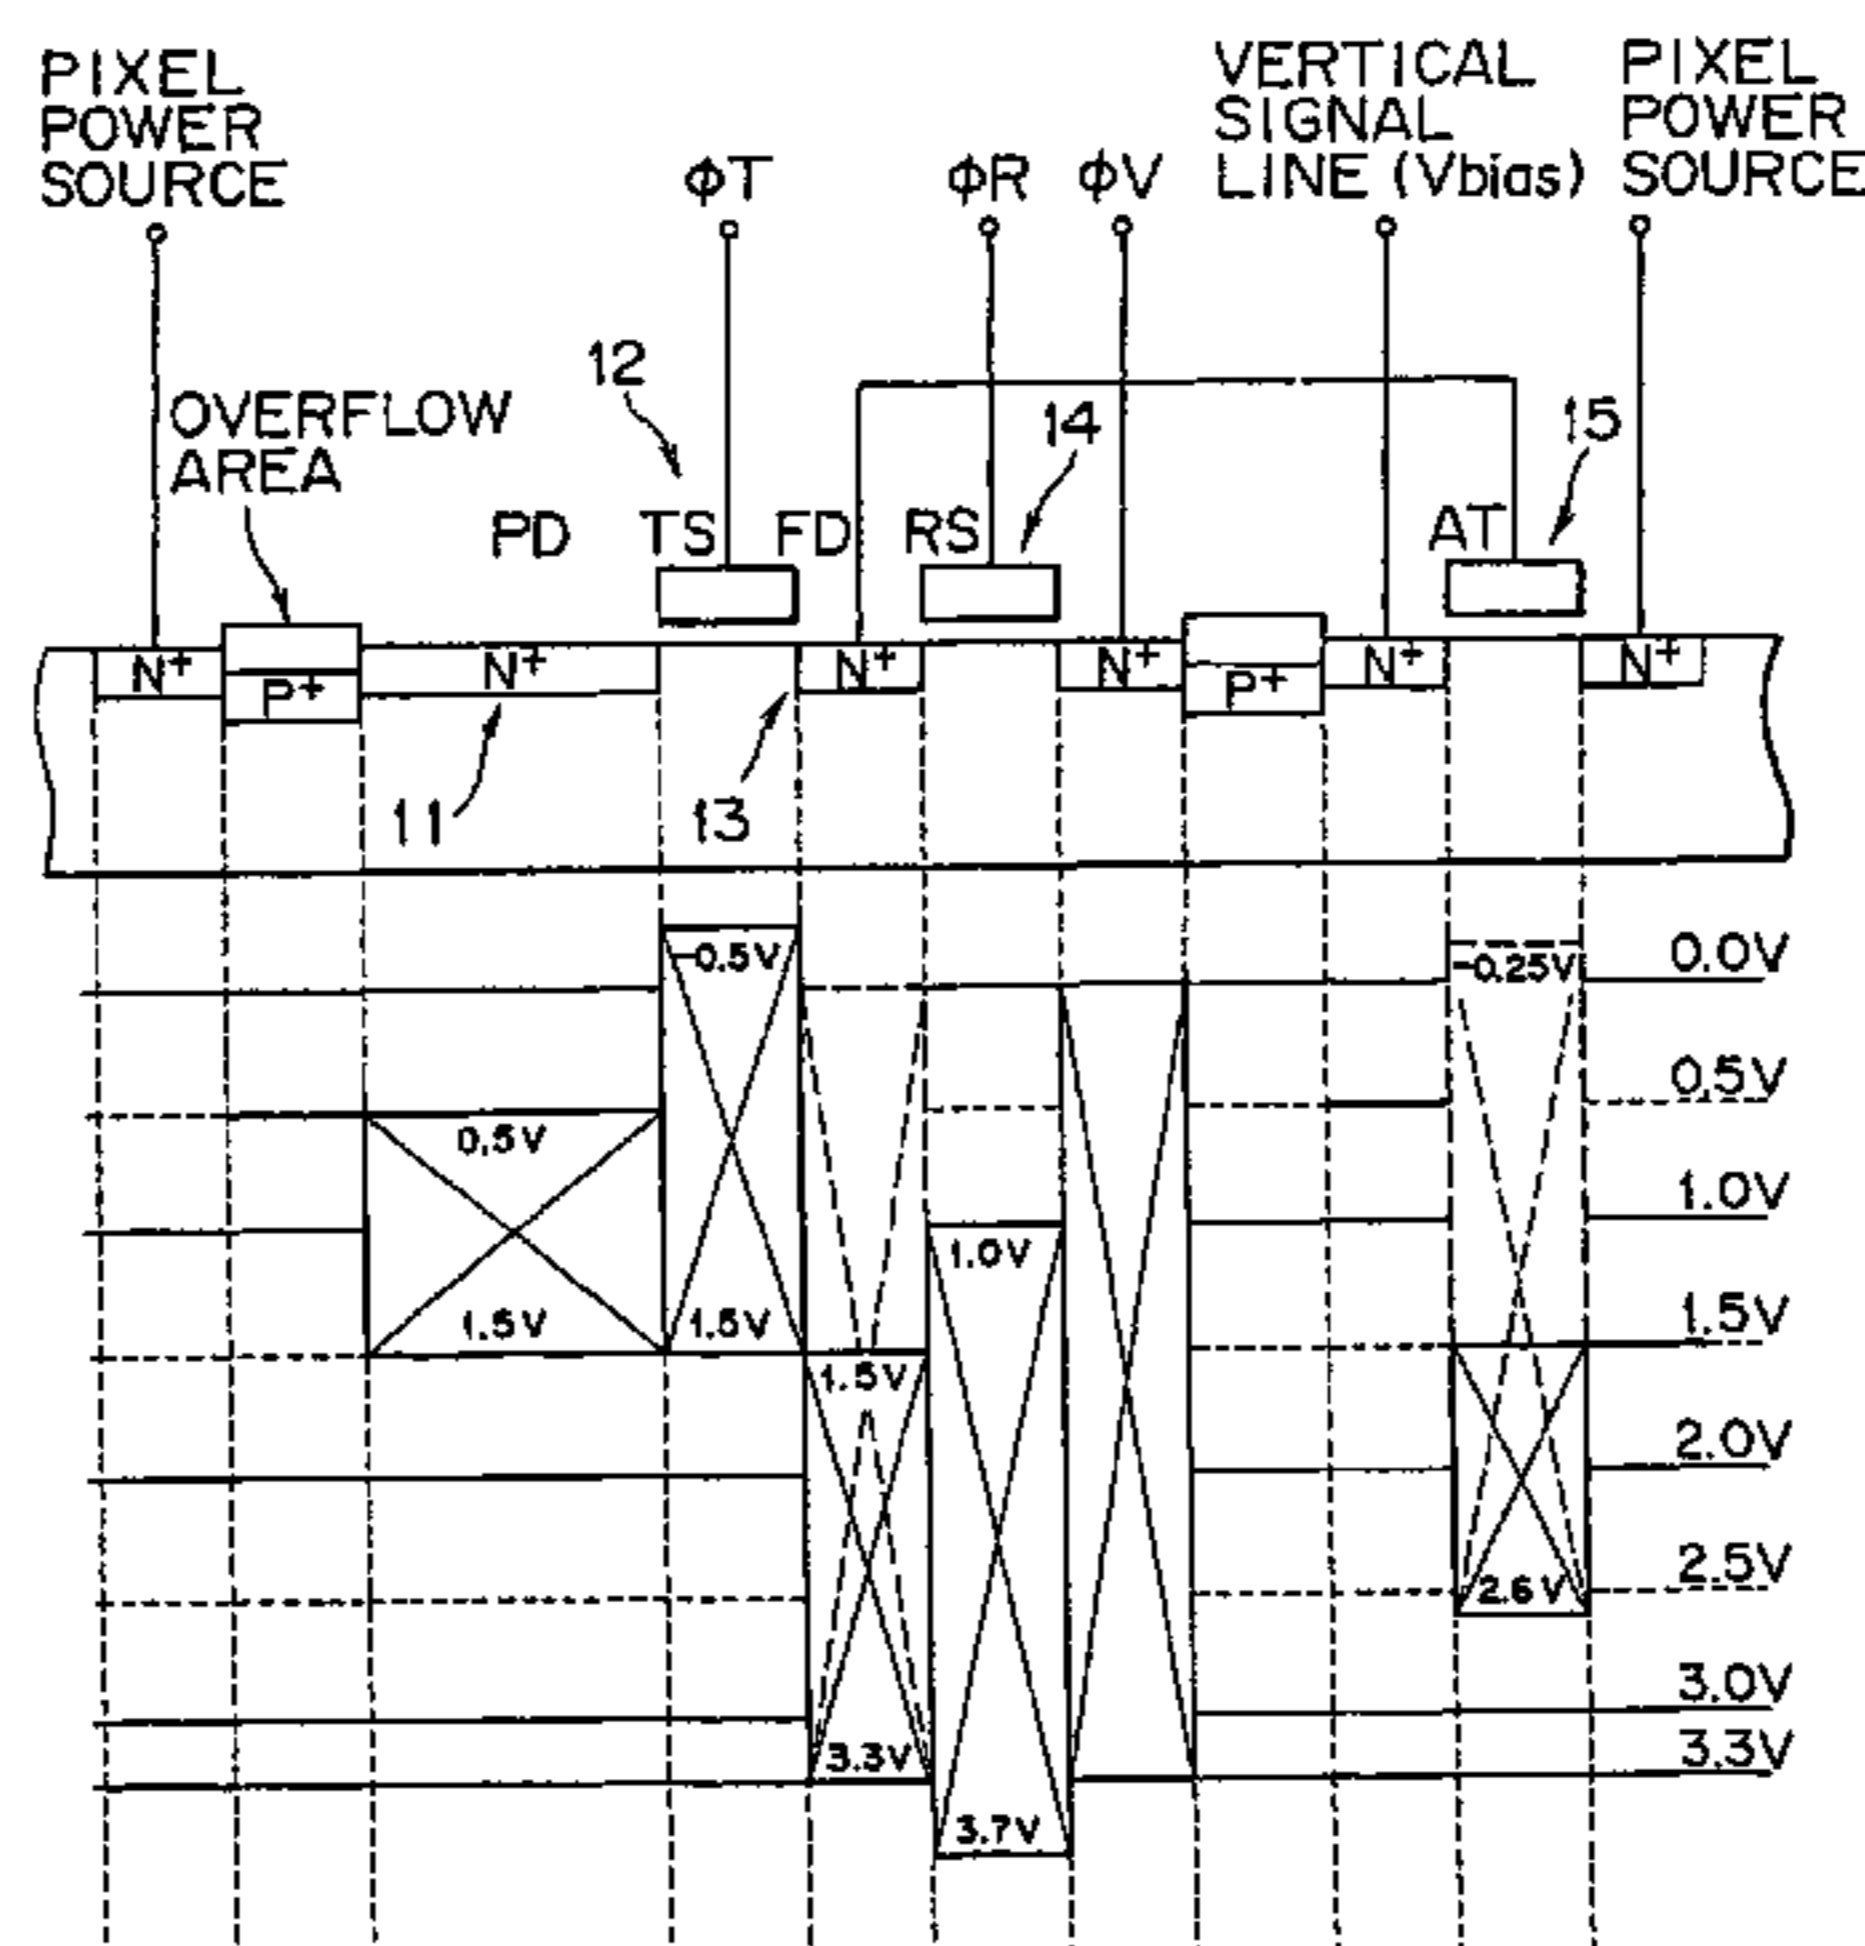 PIXEL
POWER
SOURCE
φT
φR
φV
VERTICAL
SIGNAL
LINE (Vbias)
PIXEL
POWER
SOURCE
OVERFLOW
AREA
12
14
15
PD
TS
FD
RS
AT
N+
P+
N+
N+
N+
P+
N+
N+
11
13
-0.5V
-0.25V
0.0V
0.5V
0.5V
1.0V
1.0V
1.5V
1.5V
1.5V
1.5V
2.0V
2.5V
2.6V
3.0V
3.3V
3.3V
3.7V